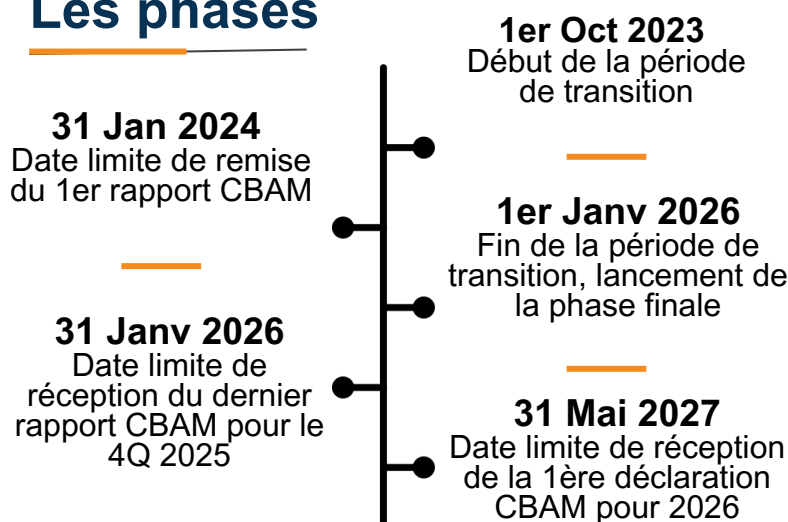 Les phases
1er Oct 2023
Début de la période
de transition
31 Jan 2024
Date limite de remise
du 1er rapport CBAM
1er Janv 2026
Fin de la période de
transition, lancement de
la phase finale
31 Janv 2026
Date limite de
réception du dernier
rapport CBAM pour le
4Q 2025
31 Mai 2027
Date limite de réception
de la 1ère déclaration
CBAM pour 2026